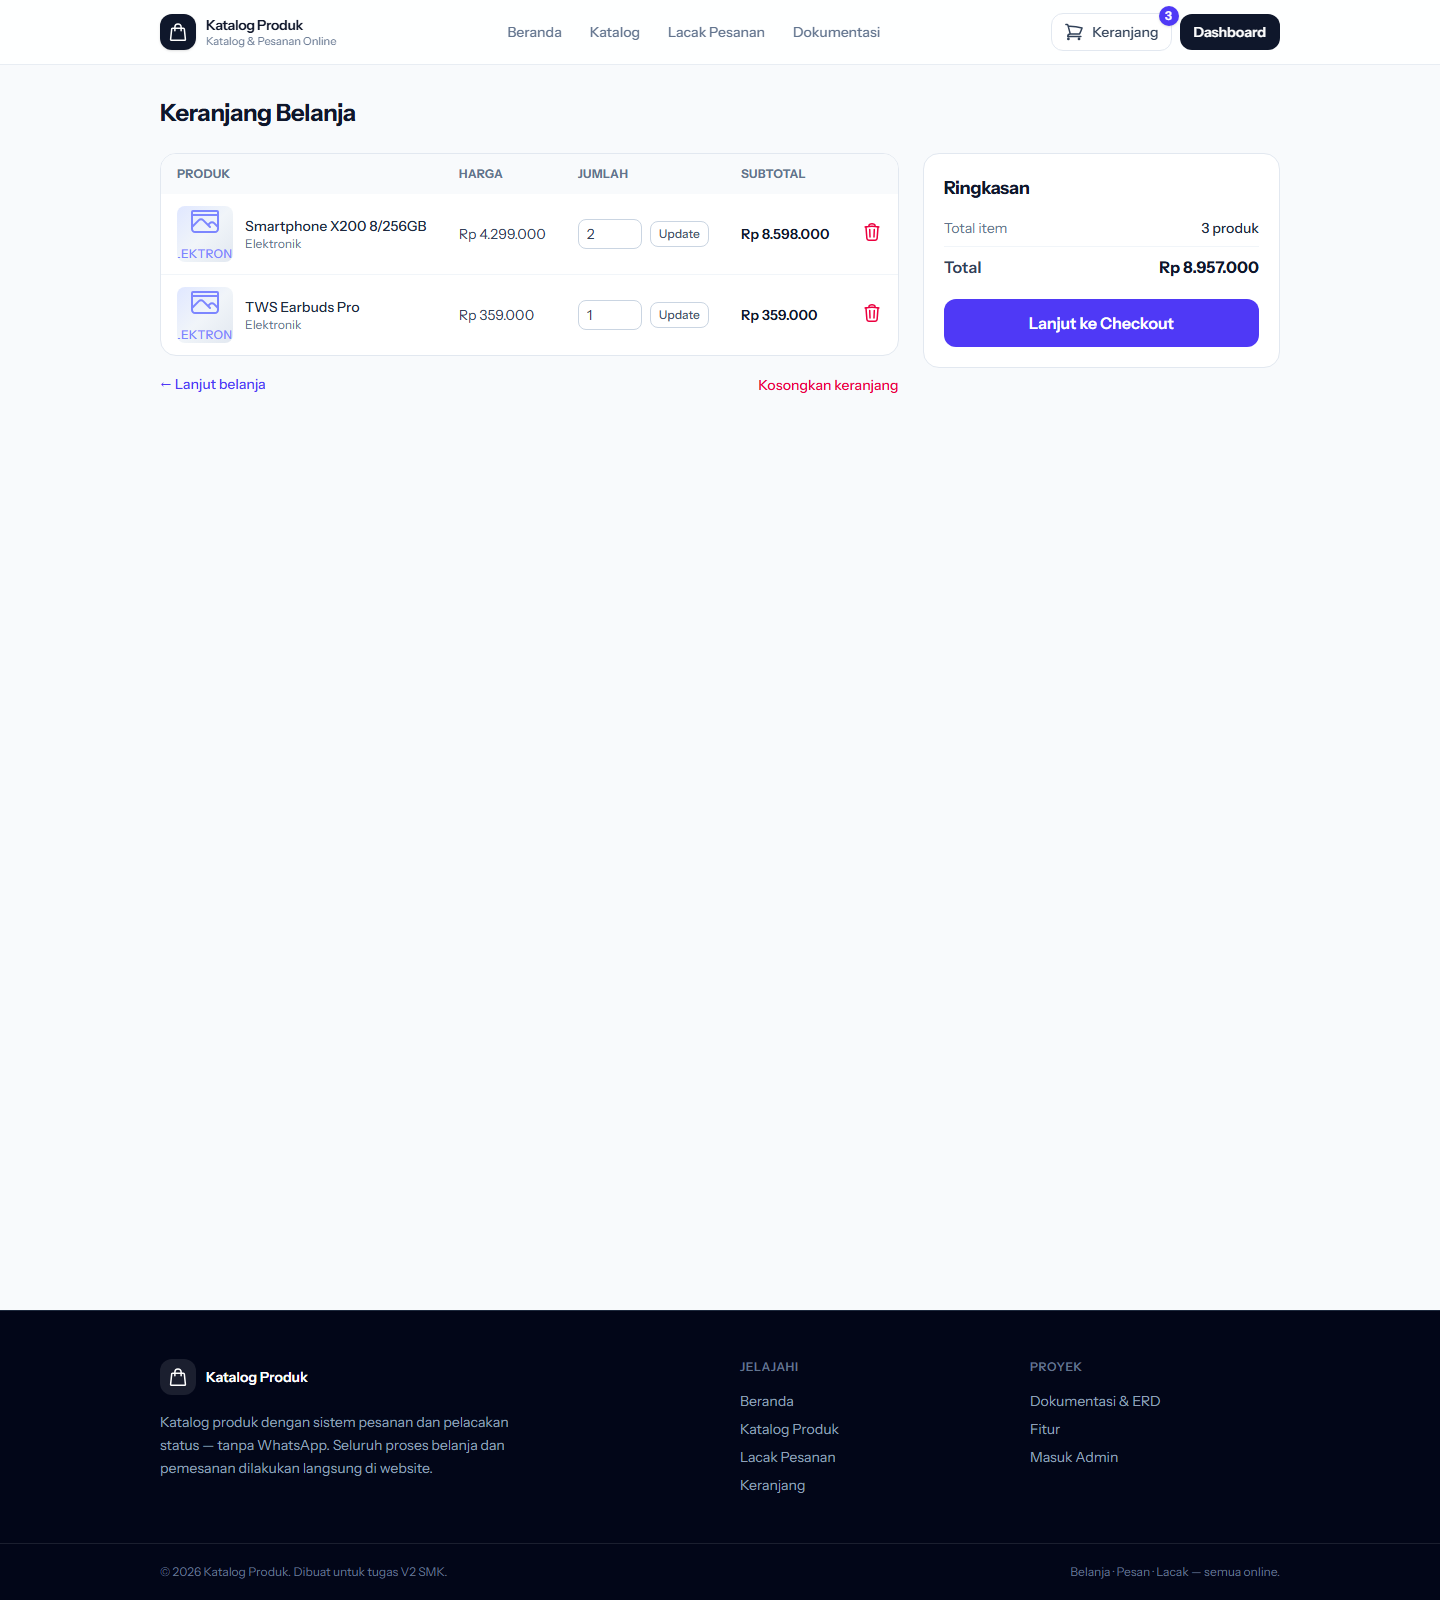 Katalog Produk
Katalog & Pesanan Online
Beranda
Katalog
Lacak Pesanan
Dokumentasi
Keranjang
3
Dashboard
Keranjang Belanja
PRODUK
HARGA
JUMLAH
SUBTOTAL
LEKTRON
Smartphone X200 8/256GB
Elektronik
Rp 4.299.000
2
Update
Rp 8.598.000
LEKTRON
TWS Earbuds Pro
Elektronik
Rp 359.000
1
Update
Rp 359.000
← Lanjut belanja
Kosongkan keranjang
Ringkasan
Total item
3 produk
Total
Rp 8.957.000
Lanjut ke Checkout
Katalog Produk
Katalog produk dengan sistem pesanan dan pelacakan
status — tanpa WhatsApp. Seluruh proses belanja dan
pemesanan dilakukan langsung di website.
JELAJAHI
Beranda
Katalog Produk
Lacak Pesanan
Keranjang
PROYEK
Dokumentasi & ERD
Fitur
Masuk Admin
© 2026 Katalog Produk. Dibuat untuk tugas V2 SMK.
Belanja · Pesan · Lacak — semua online.